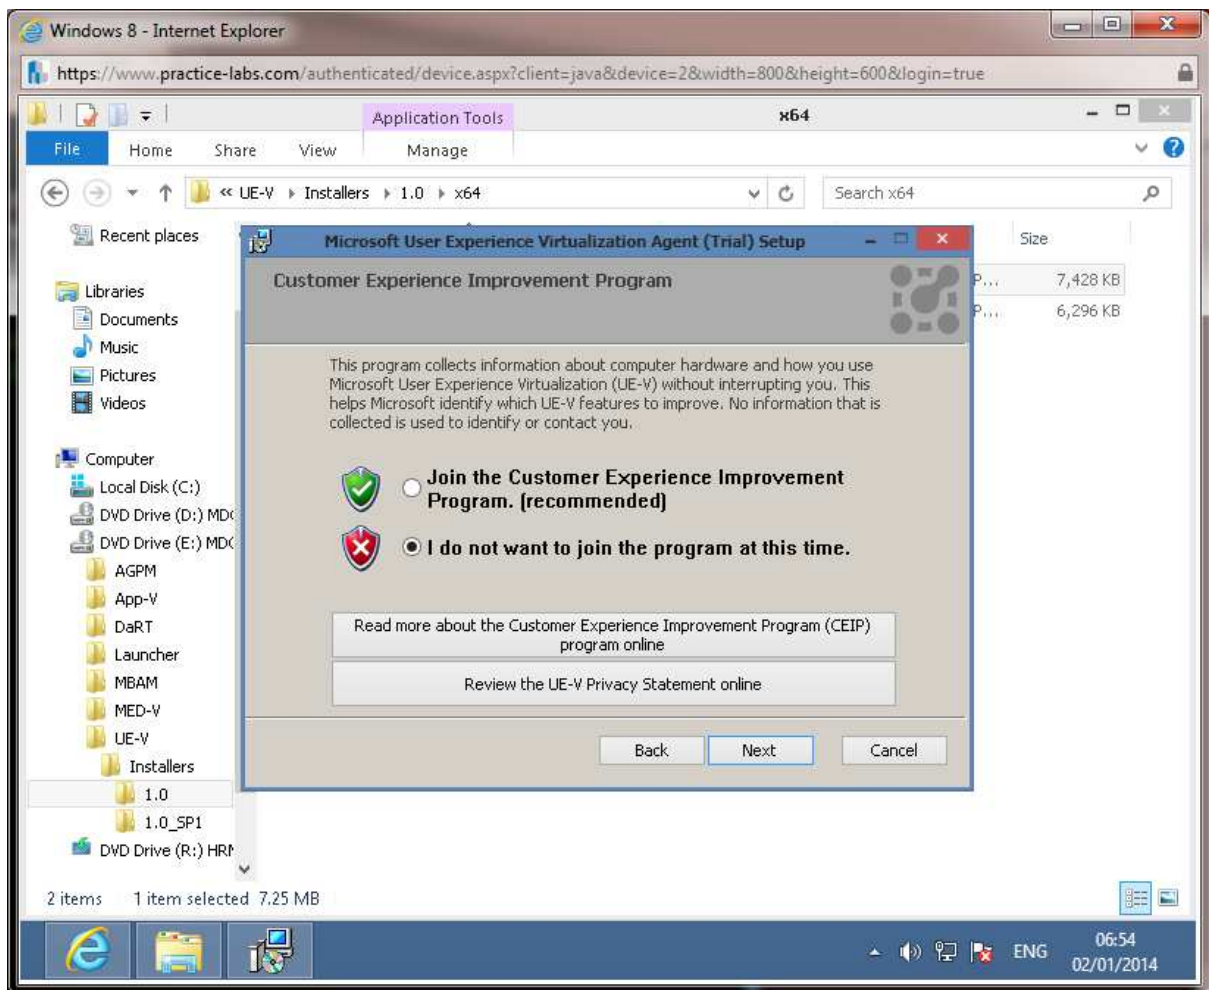 Windows 8 - Internet Explorer
https://www.practice-labs.com/authenticated/device.aspx?client=java&device=2&width=800&height=600&login=true
Application Tools
x64
File
Home
Share
View
Manage
« UE-V
Installers
1.0
x64
Search x64
Recent places
Libraries
Documents
Music
Pictures
Videos
Computer
Local Disk (C:)
DVD Drive (D:) MDO
DVD Drive (E:) MDO
AGPM
App-V
DaRT
Launcher
MBAM
MED-V
UE-V
Installers
1.0
1.0_SP1
DVD Drive (R:) HRM
Size
P... 7,428 KB
P... 6,296 KB
Microsoft User Experience Virtualization Agent (Trial) Setup
Customer Experience Improvement Program
This program collects information about computer hardware and how you use
Microsoft User Experience Virtualization (UE-V) without interrupting you. This
helps Microsoft identify which UE-V features to improve. No information that is
collected is used to identify or contact you.
Join the Customer Experience Improvement
Program. (recommended)
I do not want to join the program at this time.
Read more about the Customer Experience Improvement Program (CEIP)
program online
Review the UE-V Privacy Statement online
Back
Next
Cancel
2 items
1 item selected 7.25 MB
ENG
06:54
02/01/2014